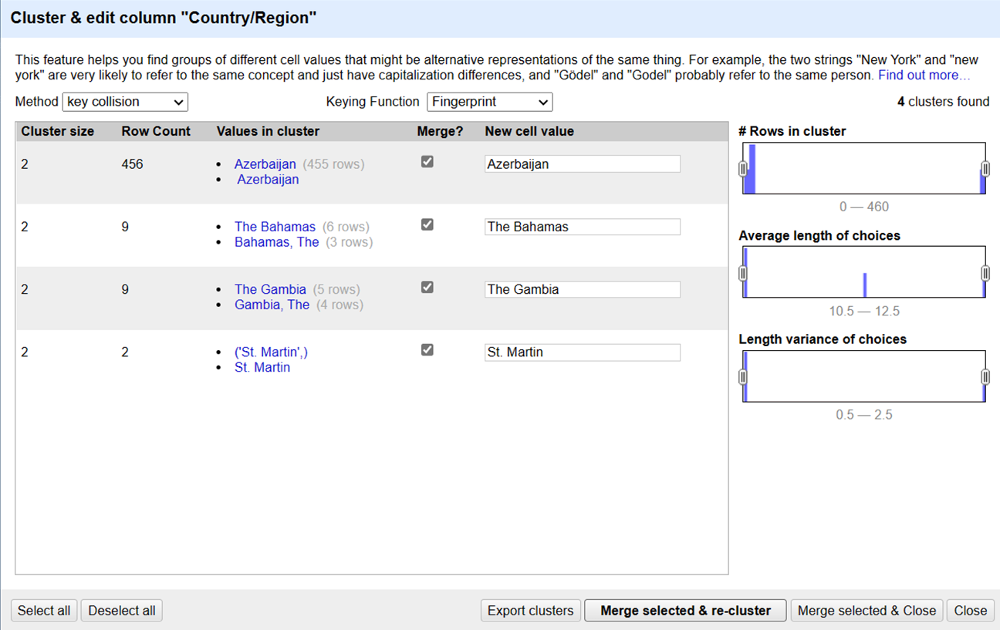 Cluster & edit column "Country/Region"
This feature helps you find groups of different cell values that might be alternative representations of the same thing. For example, the two strings "New York" and "new
york" are very likely to refer to the same concept and just have capitalization differences, and "Gödel" and "Godel" probably refer to the same person. Find out more…
Method key collision Keying Function Fingerprint 4 clusters found
Cluster size Row Count Values in cluster Merge? New cell value
2 456 • Azerbaijan (455 rows) Azerbaijan
• Azerbaijan
2 9 • The Bahamas (6 rows) The Bahamas
• Bahamas, The (3 rows)
2 9 • The Gambia (5 rows) The Gambia
• Gambia, The (4 rows)
2 2 • ('St. Martin',) St. Martin
• St. Martin
# Rows in cluster
0 — 460
Average length of choices
10.5 — 12.5
Length variance of choices
0.5 — 2.5
Select all Deselect all Export clusters Merge selected & re-cluster Merge selected & Close Close